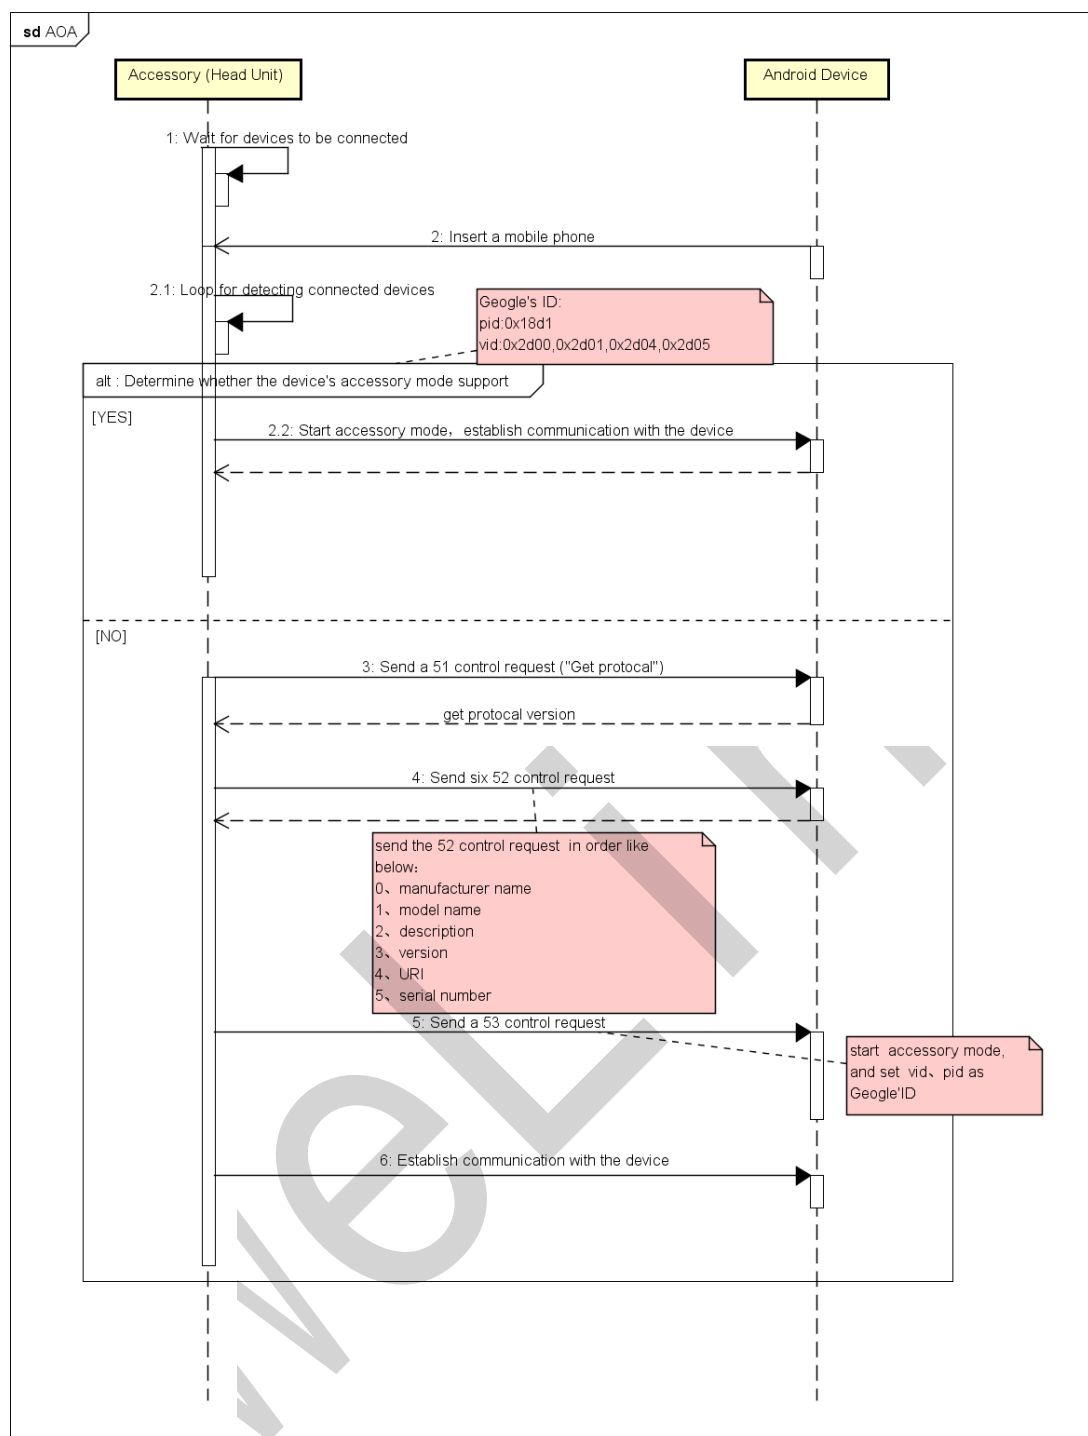 sd AOA
Accessory (Head Unit)
Android Device
1: Wait for devices to be connected
2: Insert a mobile phone
2.1: Loop for detecting connected devices
Geogle's ID:
pid:0x18d1
vid:0x2d00,0x2d01,0x2d04,0x2d05
alt : Determine whether the device's accessory mode support
[YES]
2.2: Start accessory mode，establish communication with the device
[NO]
3: Send a 51 control request ("Get protocal")
get protocal version
4: Send six 52 control request
send the 52 control request in order like
below：
0、manufacturer name
1、model name
2、description
3、version
4、URI
5、serial number
5: Send a 53 control request
start accessory mode,
and set vid、pid as
Geogle'ID
6: Establish communication with the device